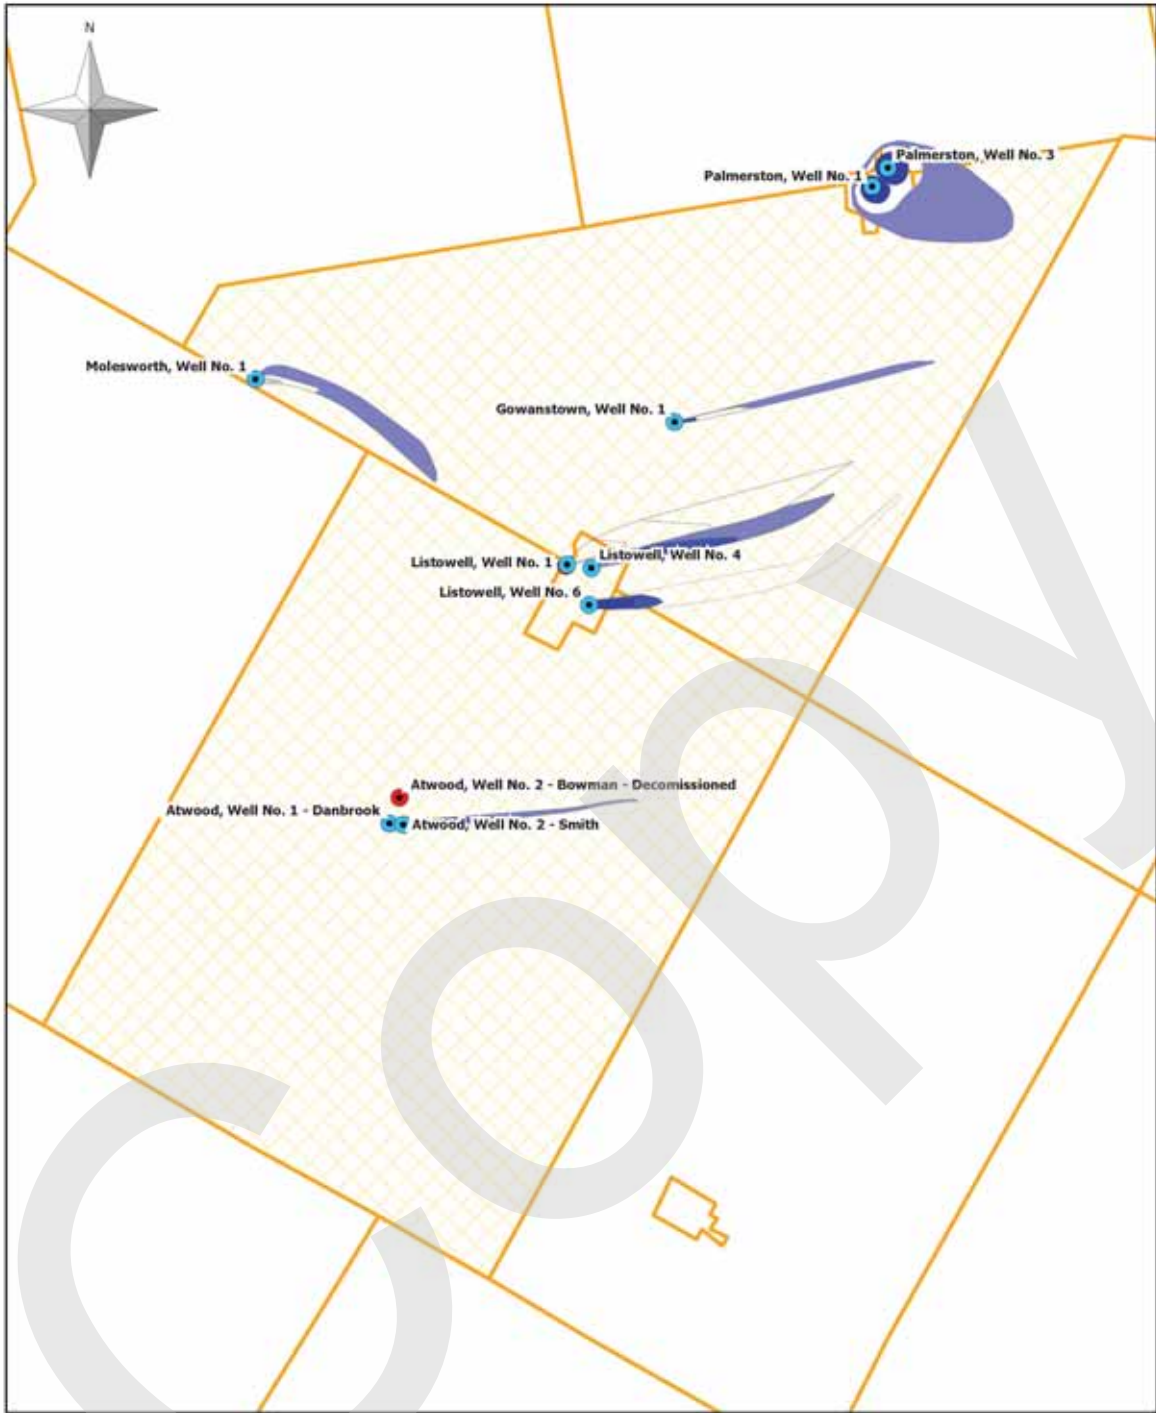 N
Palmerston, Well No. 3
Palmerston, Well No. 1
Molesworth, Well No. 1
Gowanstown, Well No. 1
Listowell, Well No. 4
Listowell, Well No. 1
Listowell, Well No. 6
Atwood, Well No. 2 - Bowman - Decomissioned
Atwood, Well No. 1 - Danbrook
Atwood, Well No. 2 - Smith
Copy